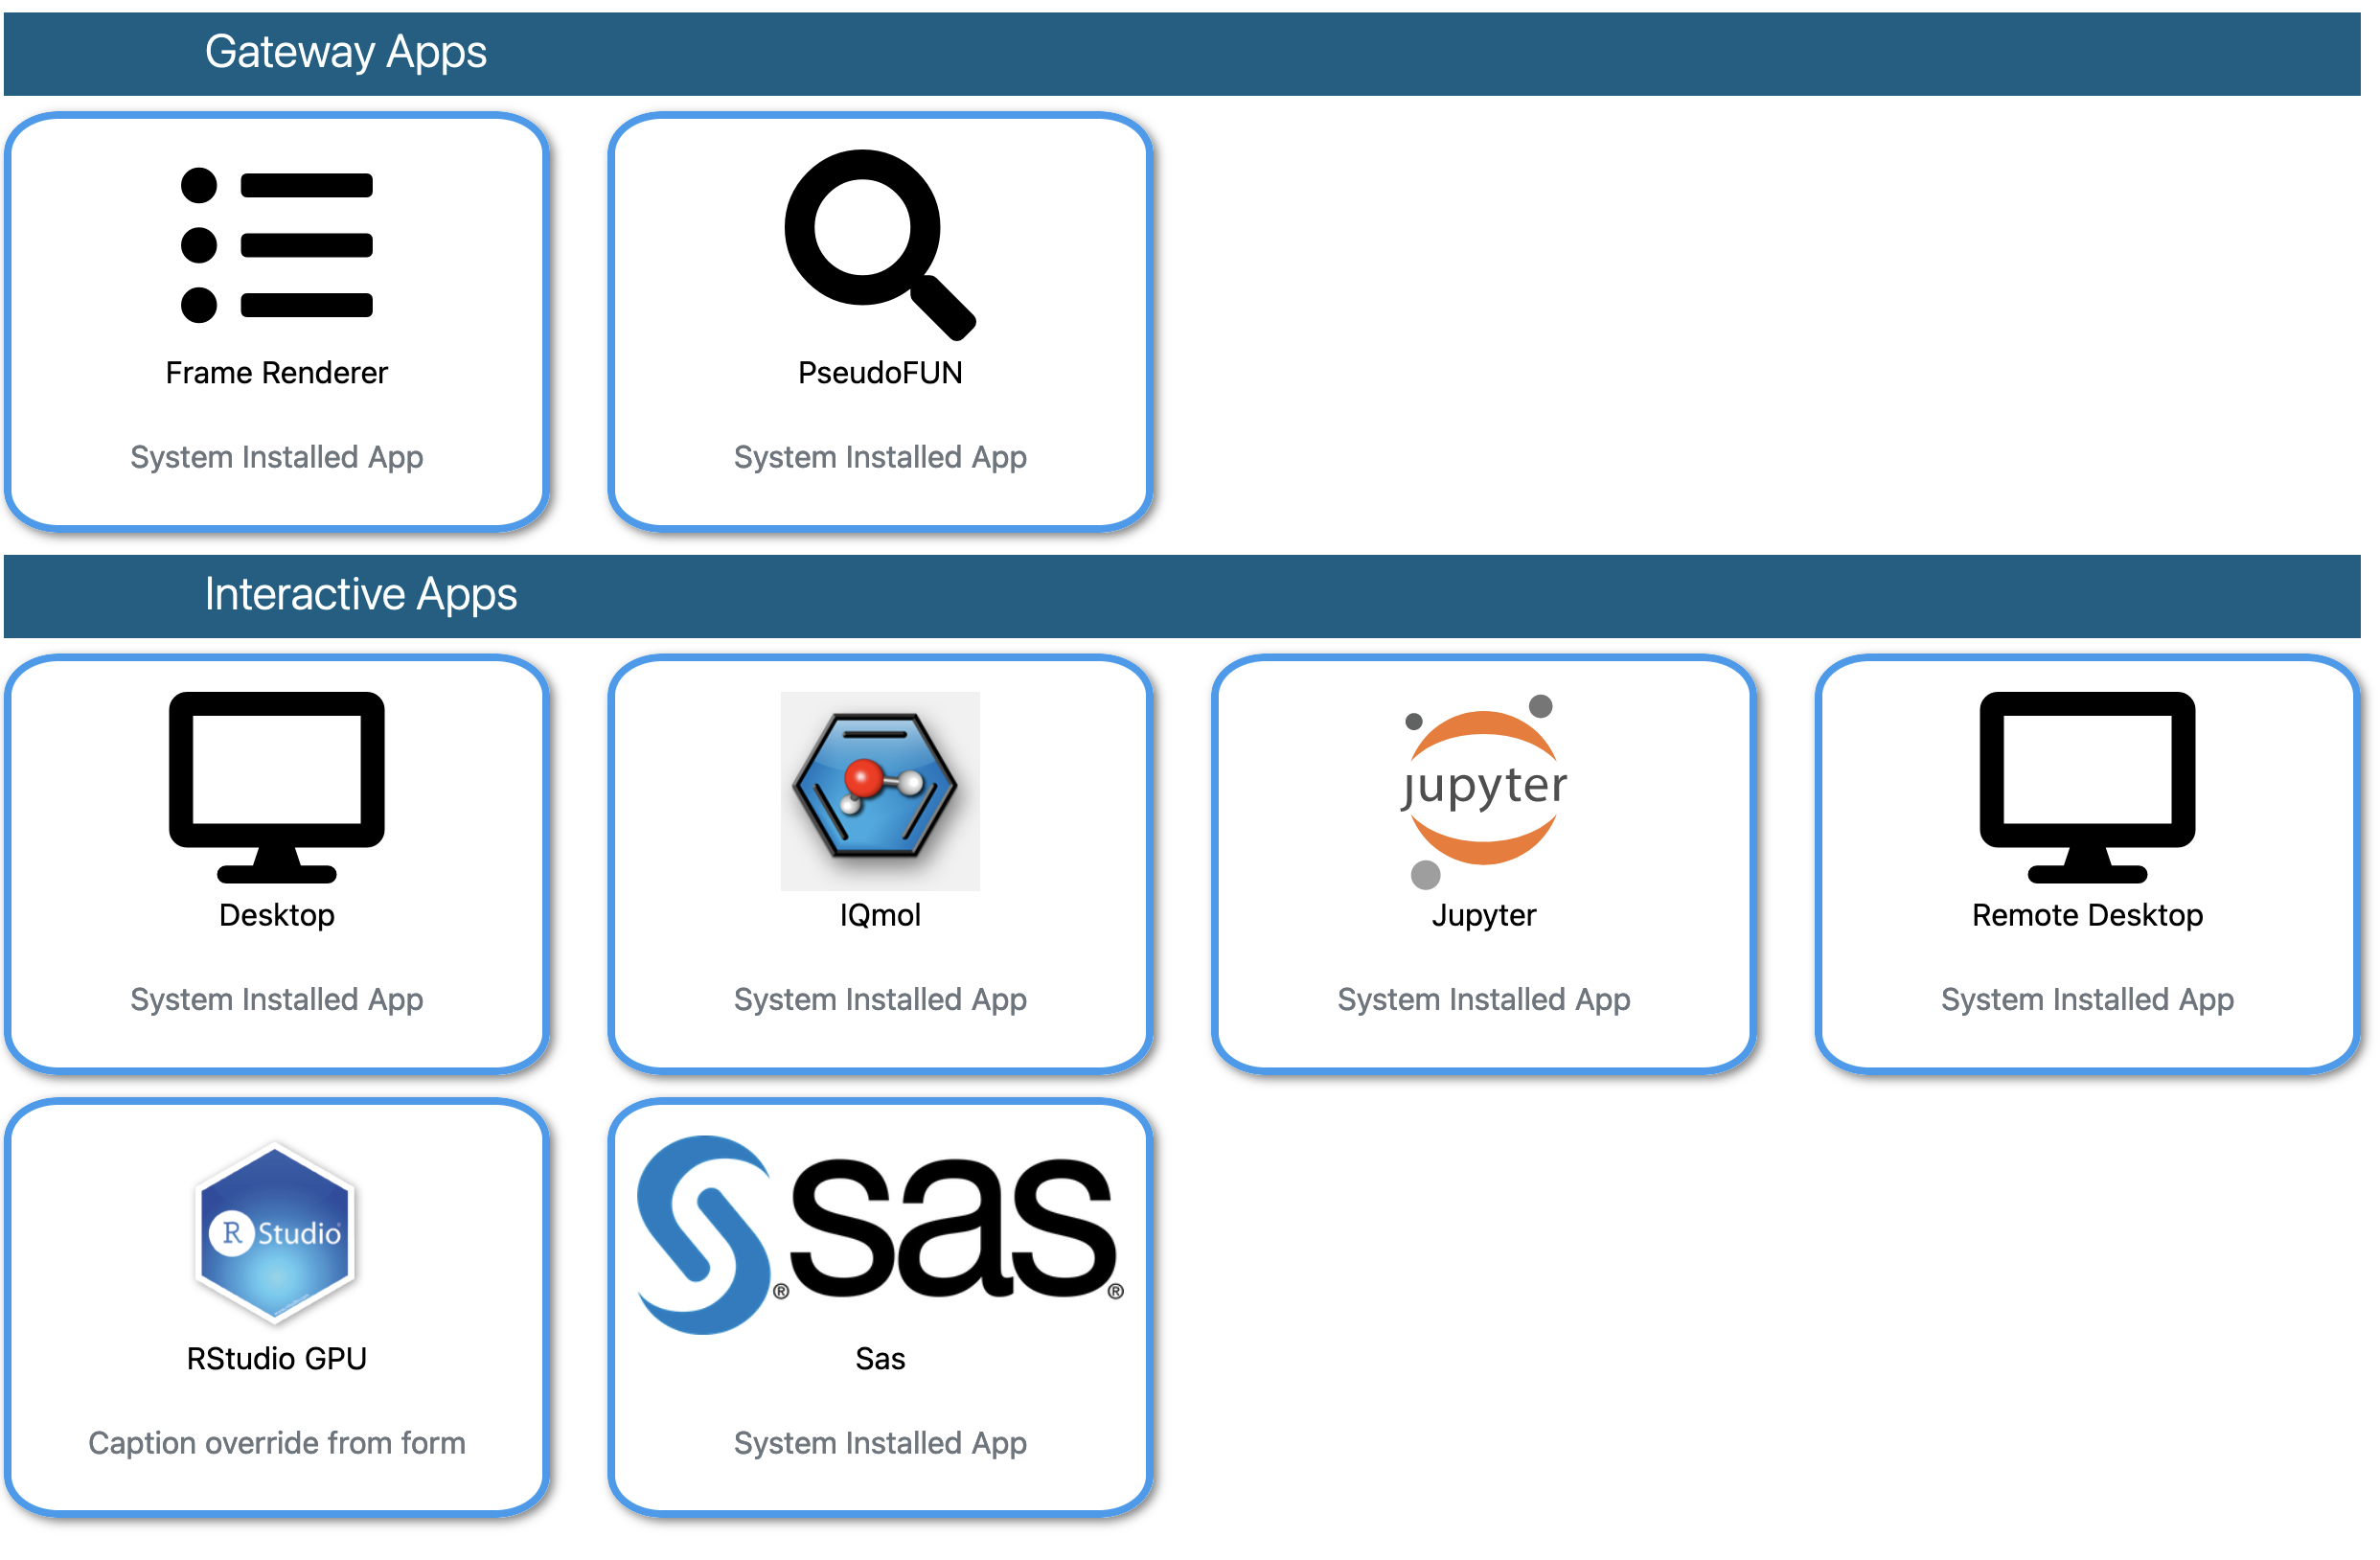 Gateway Apps
Frame Renderer
System Installed App
PseudoFUN
System Installed App
Interactive Apps
Desktop
System Installed App
IQmol
System Installed App
jupyter
Jupyter
System Installed App
Remote Desktop
System Installed App
R Studio
RStudio GPU
Caption override from form
®sas®
Sas
System Installed App